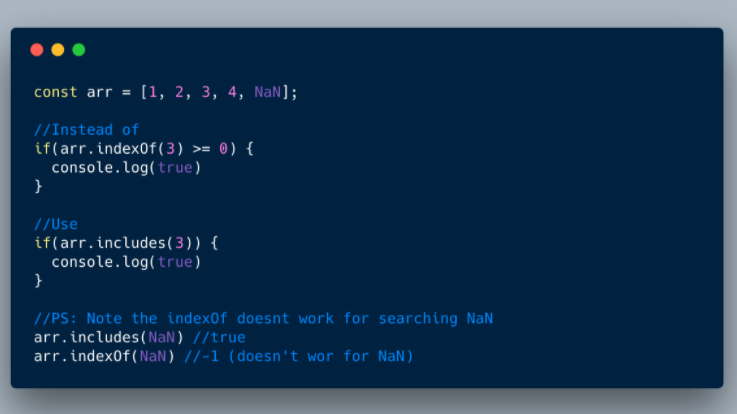 const arr = [1, 2, 3, 4, NaN];
//Instead of
if(arr.indexOf(3) >= 0) {
  console.log(true)
}
//Use
if(arr.includes(3)) {
  console.log(true)
}
//PS: Note the indexOf doesnt work for searching NaN
arr.includes(NaN) //true
arr.indexOf(NaN) //-1 (doesn't wor for NaN)